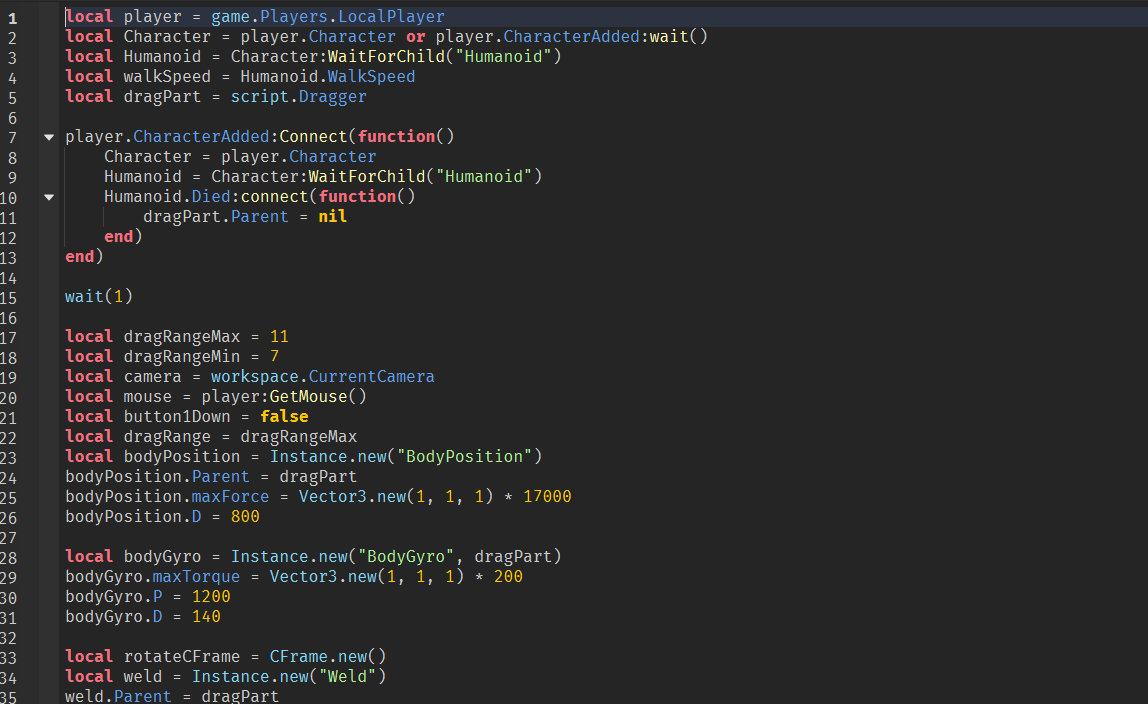 1 local player = game.Players.LocalPlayer
2 local Character = player.Character or player.CharacterAdded:wait()
3 local Humanoid = Character:WaitForChild("Humanoid")
4 local walkSpeed = Humanoid.WalkSpeed
5 local dragPart = script.Dragger
6
7 player.CharacterAdded:Connect(function()
8     Character = player.Character
9     Humanoid = Character:WaitForChild("Humanoid")
10     Humanoid.Died:connect(function()
11         dragPart.Parent = nil
12     end)
13 end)
14
15 wait(1)
16
17 local dragRangeMax = 11
18 local dragRangeMin = 7
19 local camera = workspace.CurrentCamera
20 local mouse = player:GetMouse()
21 local button1Down = false
22 local dragRange = dragRangeMax
23 local bodyPosition = Instance.new("BodyPosition")
24 bodyPosition.Parent = dragPart
25 bodyPosition.maxForce = Vector3.new(1, 1, 1) * 17000
26 bodyPosition.D = 800
27
28 local bodyGyro = Instance.new("BodyGyro", dragPart)
29 bodyGyro.maxTorque = Vector3.new(1, 1, 1) * 200
30 bodyGyro.P = 1200
31 bodyGyro.D = 140
32
33 local rotateCFrame = CFrame.new()
34 local weld = Instance.new("Weld")
35 weld.Parent = dragPart